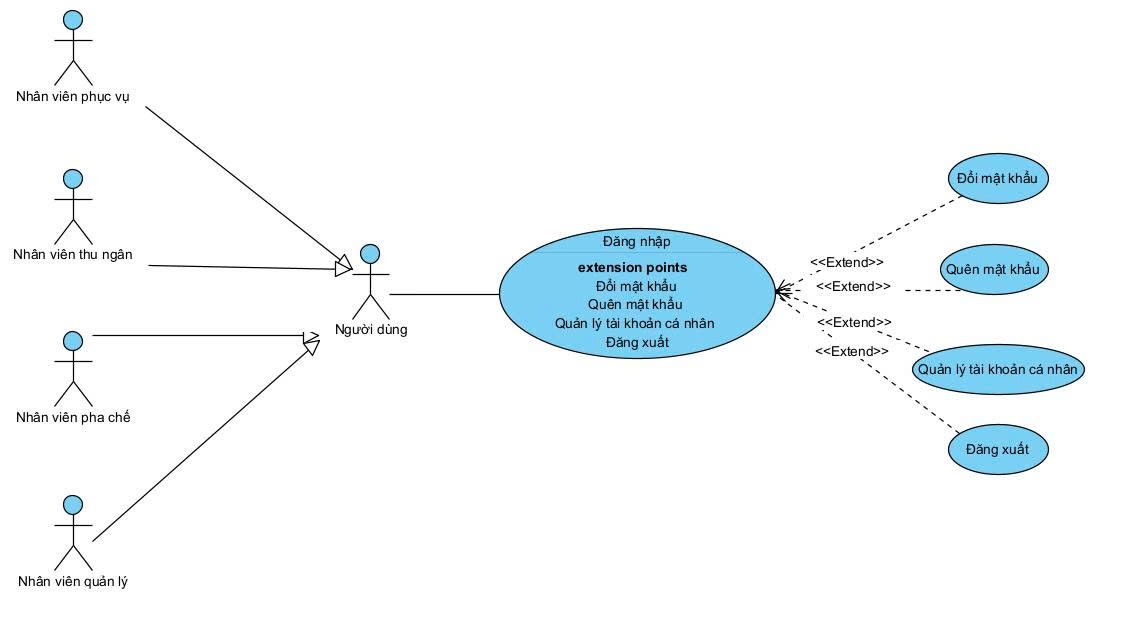 Nhân viên phục vụ
Nhân viên thu ngân
Nhân viên pha chế
Nhân viên quản lý
Người dùng
Đăng nhập
extension points
Đổi mật khẩu
Quên mật khẩu
Quản lý tài khoản cá nhân
Đăng xuất
<<Extend>>
<<Extend>>
<<Extend>>
<<Extend>>
Đổi mật khẩu
Quên mật khẩu
Quản lý tài khoản cá nhân
Đăng xuất